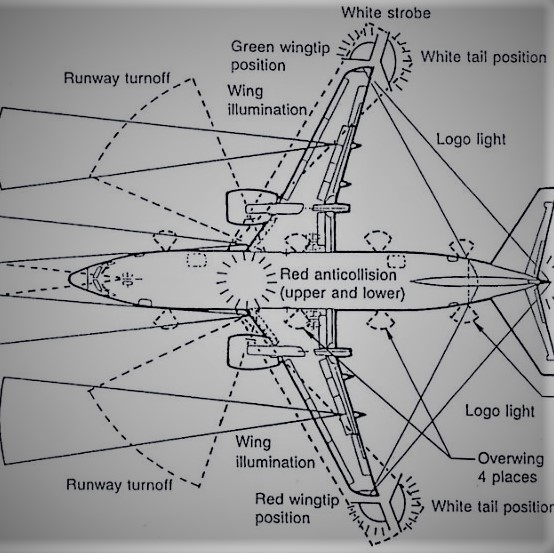 White strobe
Green wingtip
position
White tail position
Runway turnoff
Wing
illumination
Logo light
Red anticollision
(upper and lower)
Logo light
Wing
illumination
Overwing
4 places
Runway turnoff
Red wingtip
position
White tail position